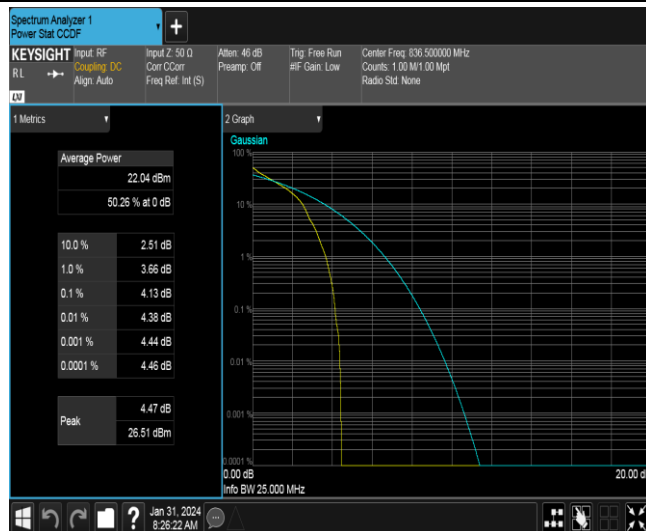 Spectrum Analyzer 1
Power Stat CCDF
+
KEYSIGHT
RL
Input: RF
Coupling: DC
Align: Auto
Input Z: 50 Ω
Corr CCorr
Freq Ref: Int (S)
Atten: 46 dB
Preamp: Off
Trig: Free Run
#IF Gain: Low
Center Freq: 836.500000 MHz
Counts: 1.00 M/1.00 Mpt
Radio Std: None
1 Metrics
Average Power
22.04 dBm
50.26 % at 0 dB
10.0 % 2.51 dB
1.0 % 3.66 dB
0.1 % 4.13 dB
0.01 % 4.38 dB
0.001 % 4.44 dB
0.0001 % 4.46 dB
Peak 4.47 dB
26.51 dBm
2 Graph
Gaussian
100 %
10 %
1 %
0.1 %
0.01 %
0.001 %
0.0001 %
0.00 dB 20.00 d
Info BW 25.000 MHz
?
Jan 31, 2024
8:26:22 AM